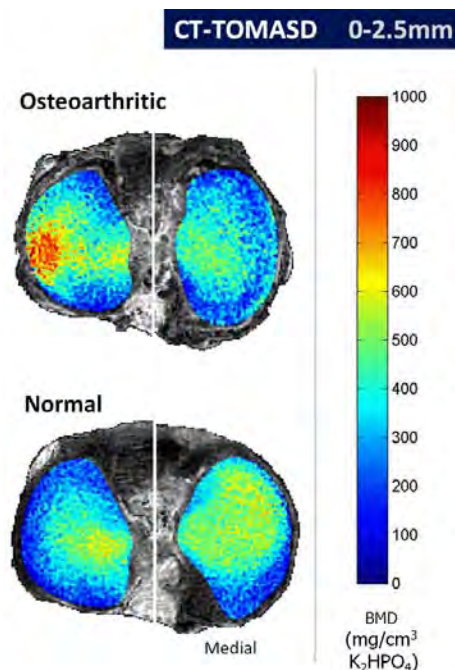 CT-TOMASD 0-2.5mm
Osteoarthritic
1000
900
800
700
600
500
400
300
200
100
0
Normal
Medial
BMD
(mg/cm³
K₂HPO₄)